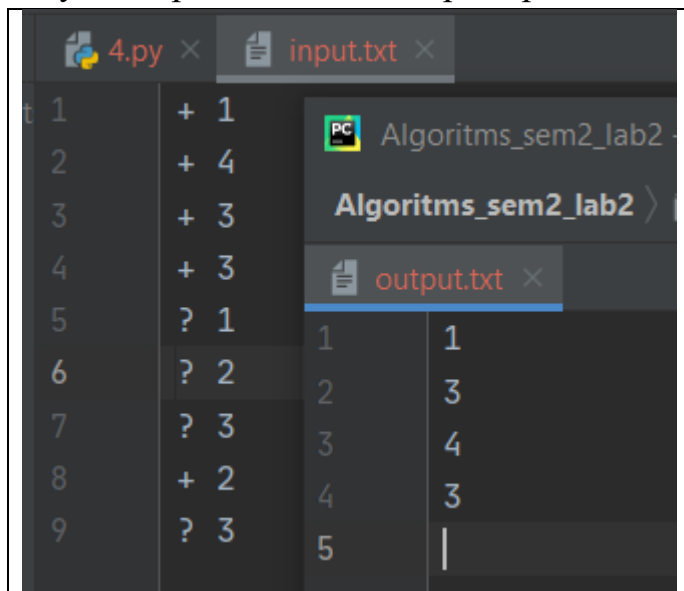 4.py input.txt
1 + 1
2 + 4
3 + 3
4 + 3
5 ? 1
6 ? 2
7 ? 3
8 + 2
9 ? 3
PC Algoritms_sem2_lab2 -
Algoritms_sem2_lab2
output.txt
1 1
2 3
3 4
4 3
5